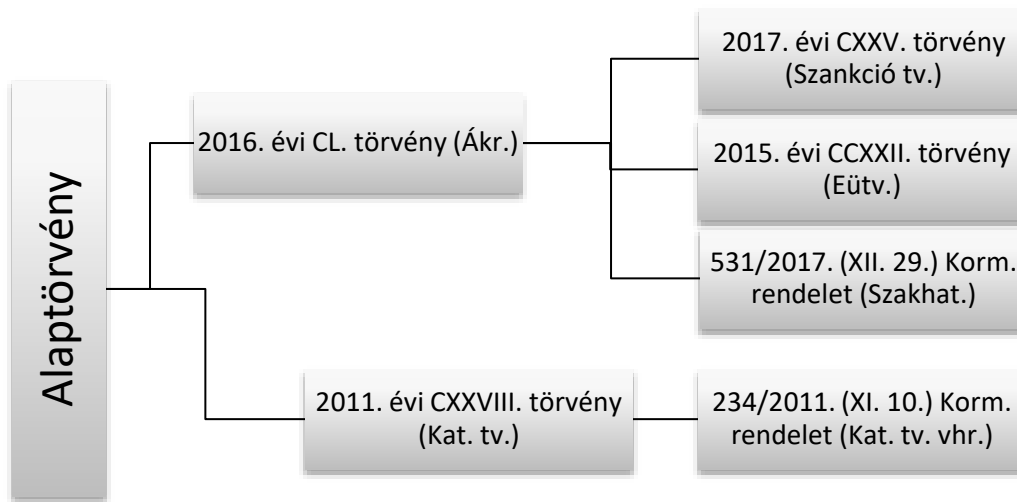 Alaptörvény
2016. évi CL. törvény (Ákr.)
2017. évi CXXV. törvény
(Szankció tv.)
2015. évi CCXXII. törvény
(Eütv.)
531/2017. (XII. 29.) Korm.
rendelet (Szakhat.)
2011. évi CXXVIII. törvény
(Kat. tv.)
234/2011. (XI. 10.) Korm.
rendelet (Kat. tv. vhr.)